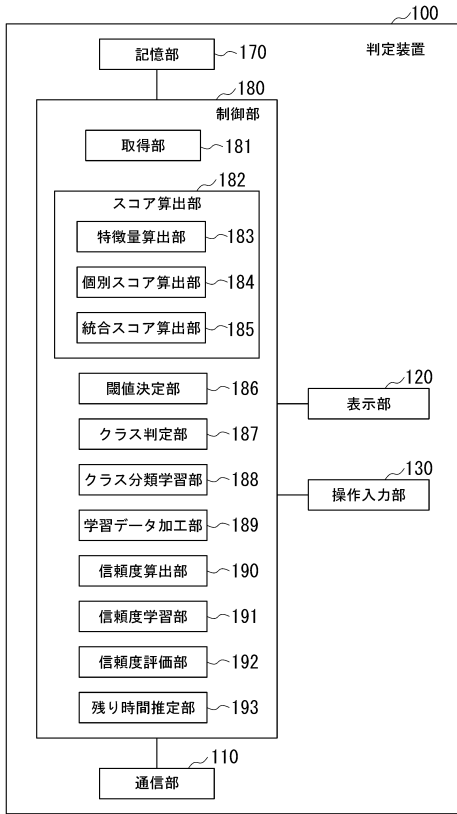 100
判定装置
記憶部 170
180
制御部
取得部 181
182
スコア算出部
特徴量算出部 183
個別スコア算出部 184
統合スコア算出部 185
閾値決定部 186
クラス判定部 187
クラス分類学習部 188
学習データ加工部 189
信頼度算出部 190
信頼度学習部 191
信頼度評価部 192
残り時間推定部 193
120
表示部
130
操作入力部
110
通信部